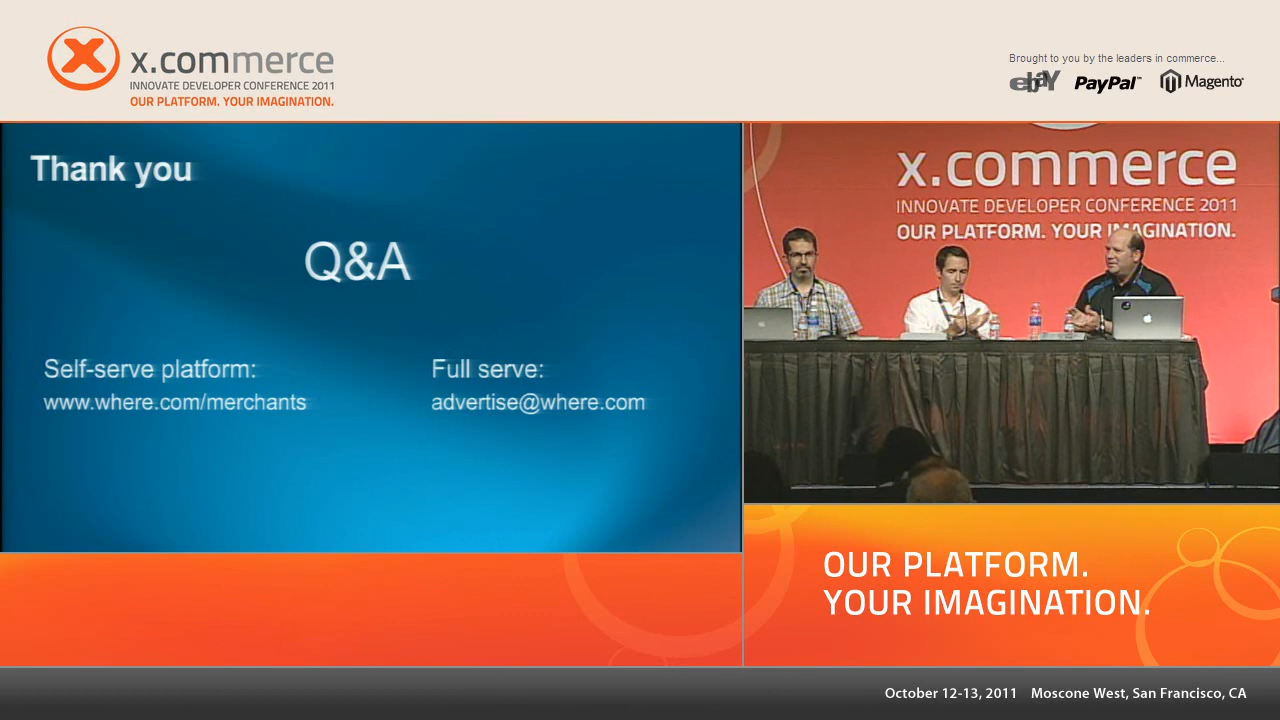 x.commerce
INNOVATE DEVELOPER CONFERENCE 2011
OUR PLATFORM. YOUR IMAGINATION.
Brought to you by the leaders in commerce...
ebaY
PayPal™
Magento®
Thank you
Q&A
Self-serve platform:
www.where.com/merchants
Full serve:
advertise@where.com
x.commerce
INNOVATE DEVELOPER CONFERENCE 2011
OUR PLATFORM. YOUR IMAGINATION.
OUR PLATFORM.
YOUR IMAGINATION.
October 12-13, 2011 Moscone West, San Francisco, CA